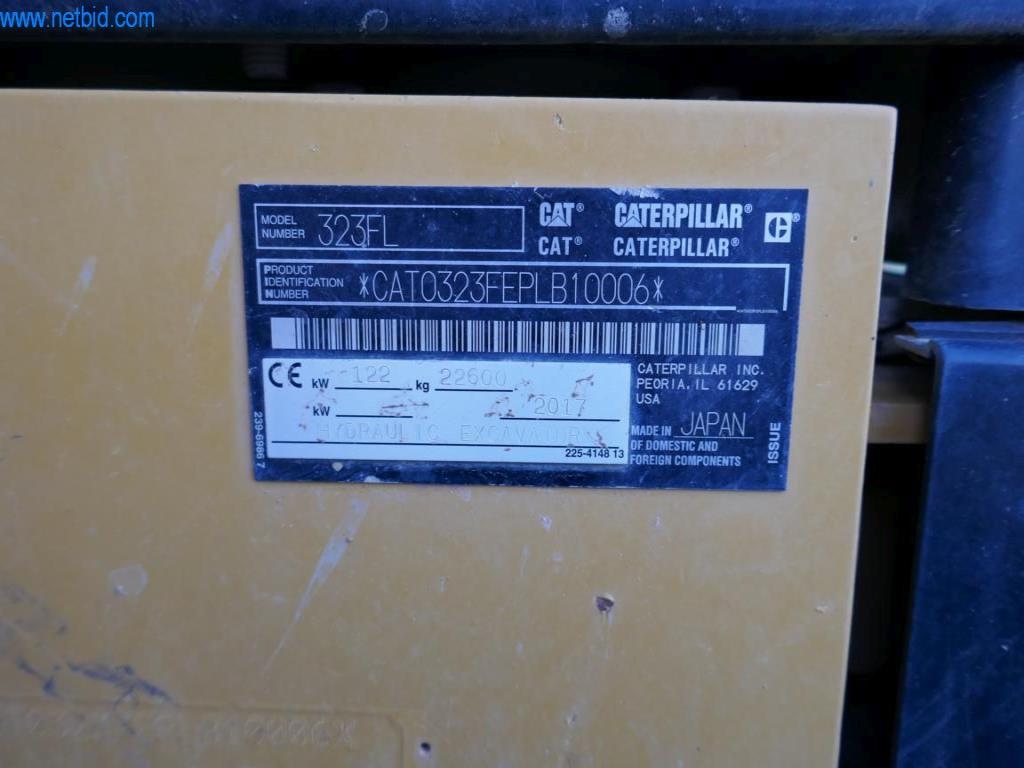 www.netbid.com
MODEL NUMBER 323FL
CAT® CATERPILLAR®
CAT® CATERPILLAR®
PRODUCT IDENTIFICATION NUMBER *CAT0323FEPLB10006*
CE kW 122 kg 22600
kW 2017
HYDRAULIC EXCAVATOR
225-4148 13
239-6986 7
CATERPILLAR INC.
PEORIA, IL 61629
USA
MADE IN JAPAN
OF DOMESTIC AND
FOREIGN COMPONENTS
ISSUE